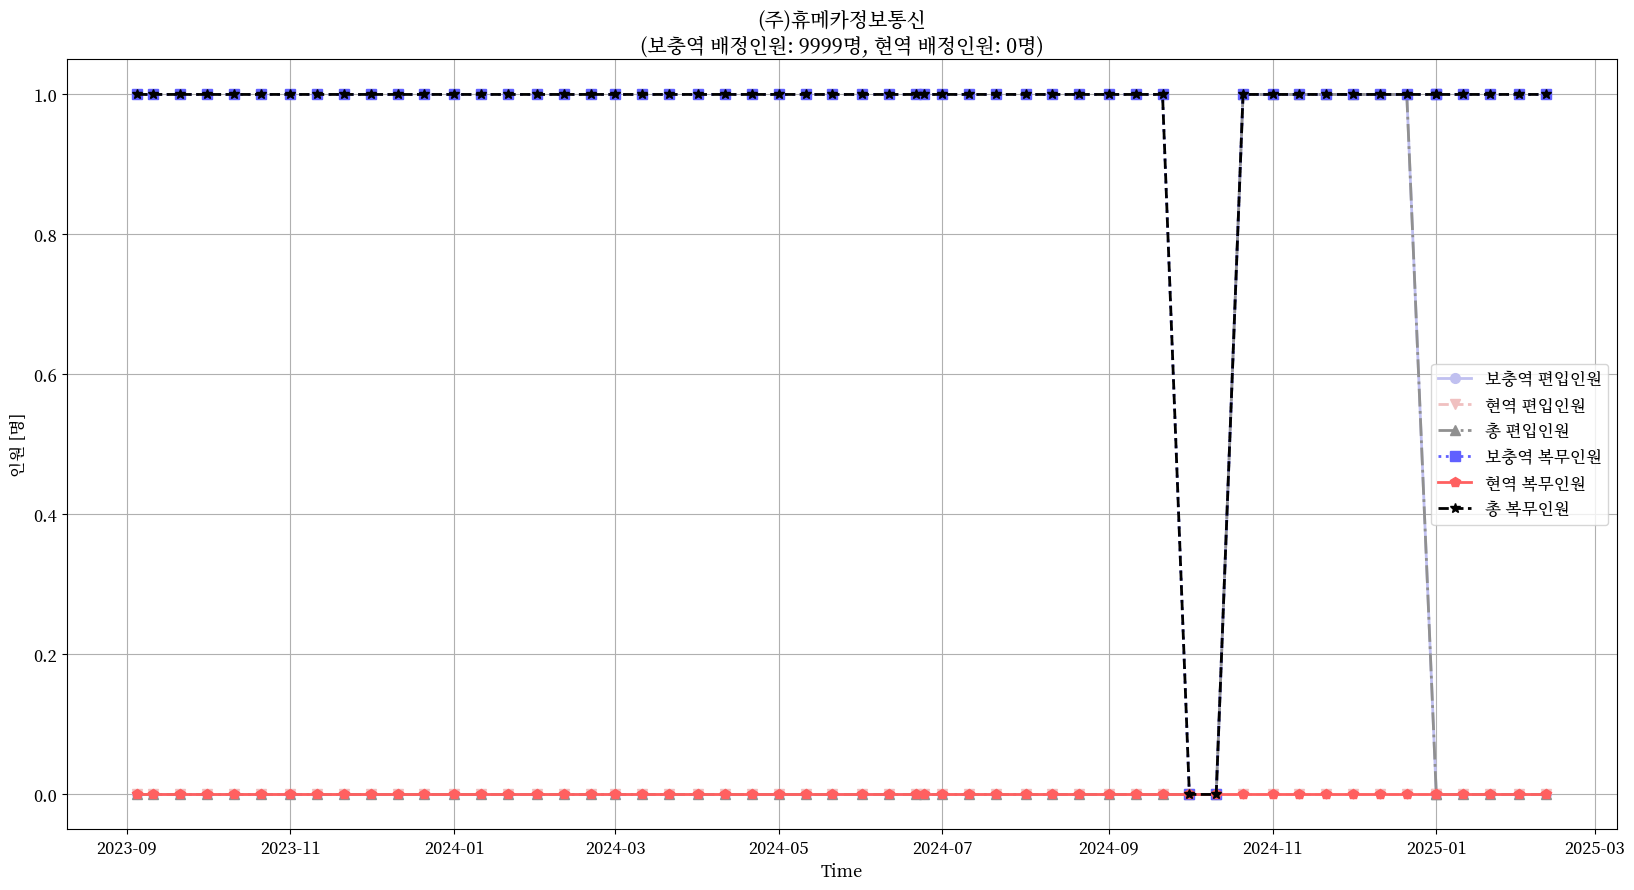 (주)휴메카정보통신
(보충역 배정인원: 9999명, 현역 배정인원: 0명)
1.0
0.8
0.6
0.4
0.2
0.0
인원 [명]
보충역 편입인원
현역 편입인원
총 편입인원
보충역 복무인원
현역 복무인원
총 복무인원
2023-09 2023-11 2024-01 2024-03 2024-05 2024-07 2024-09 2024-11 2025-01 2025-03
Time